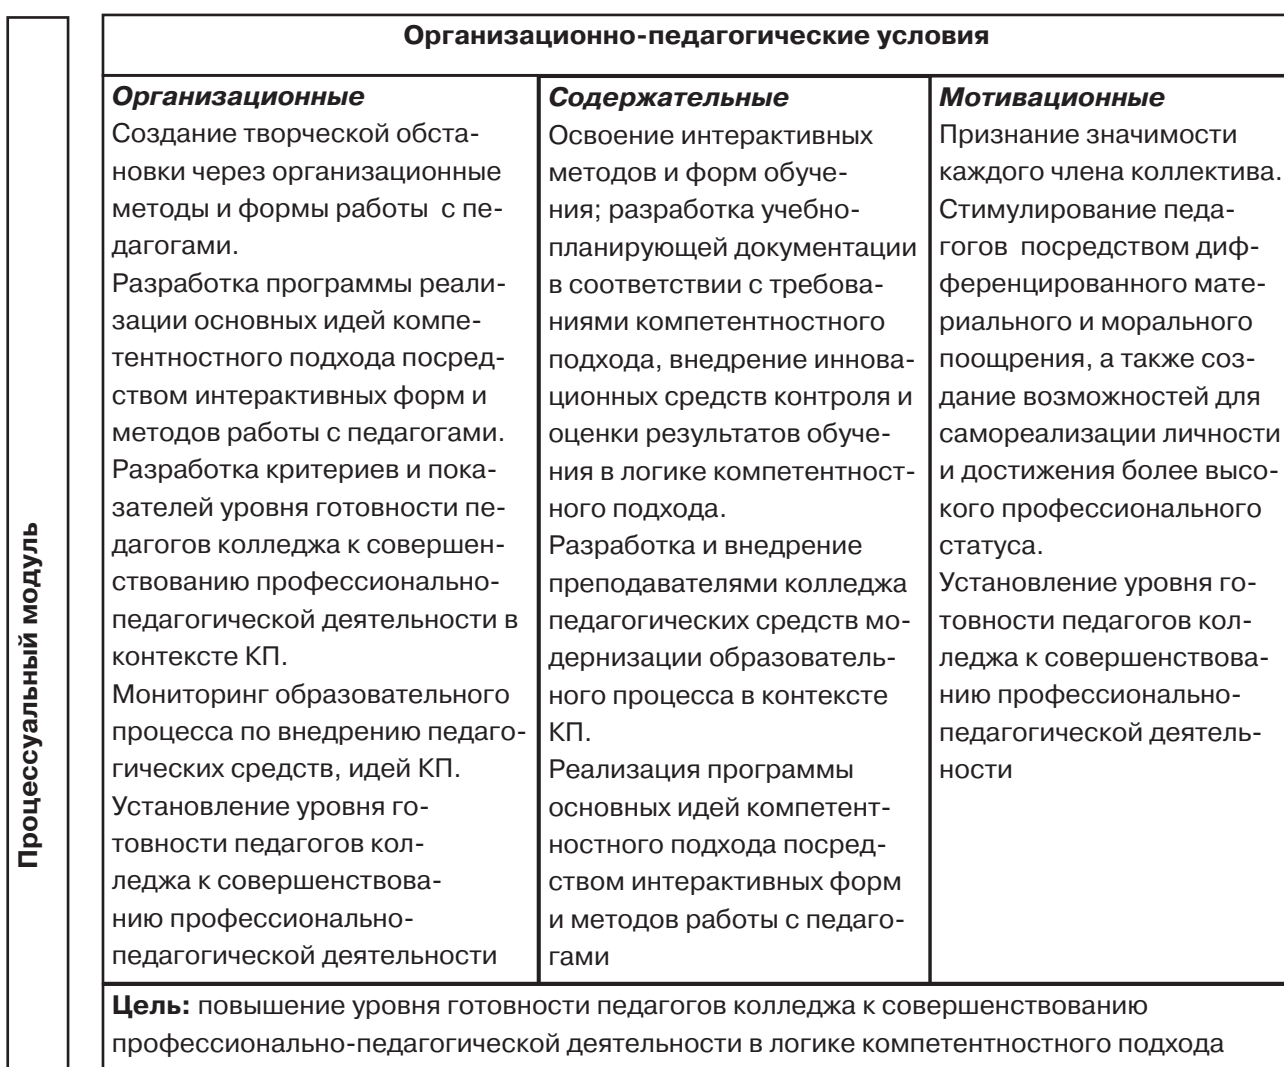 Процессуальный модуль
Организационно-педагогические условия
Организационные
Создание творческой обста-
новки через организационные
методы и формы работы с пе-
дагогами.
Разработка программы реали-
зации основных идей компе-
тентностного подхода посред-
ством интерактивных форм и
методов работы с педагогами.
Разработка критериев и пока-
зателей уровня готовности пе-
дагогов колледжа к совершен-
ствованию профессионально-
педагогической деятельности в
контексте КП.
Мониторинг образовательного
процесса по внедрению педаго-
гических средств, идей КП.
Установление уровня го-
товности педагогов кол-
леджа к совершенствова-
нию профессионально-
педагогической деятельности
Содержательные
Освоение интерактивных
методов и форм обуче-
ния; разработка учебно-
планирующей документации
в соответствии с требова-
ниями компетентностного
подхода, внедрение иннова-
ционных средств контроля и
оценки результатов обуче-
ния в логике компетентност-
ного подхода.
Разработка и внедрение
преподавателями колледжа
педагогических средств мо-
дернизации образователь-
ного процесса в контексте
КП.
Реализация программы
основных идей компетент-
ностного подхода посред-
ством интерактивных форм
и методов работы с педаго-
гами
Мотивационные
Признание значимости
каждого члена коллектива.
Стимулирование педа-
гогов посредством диф-
ференцированного мате-
риального и морального
поощрения, а также соз-
дание возможностей для
самореализации личности
и достижения более высо-
кого профессионального
статуса.
Установление уровня го-
товности педагогов кол-
леджа к совершенствова-
нию профессионально-
педагогической деятель-
ности
Цель: повышение уровня готовности педагогов колледжа к совершенствованию
профессионально-педагогической деятельности в логике компетентностного подхода